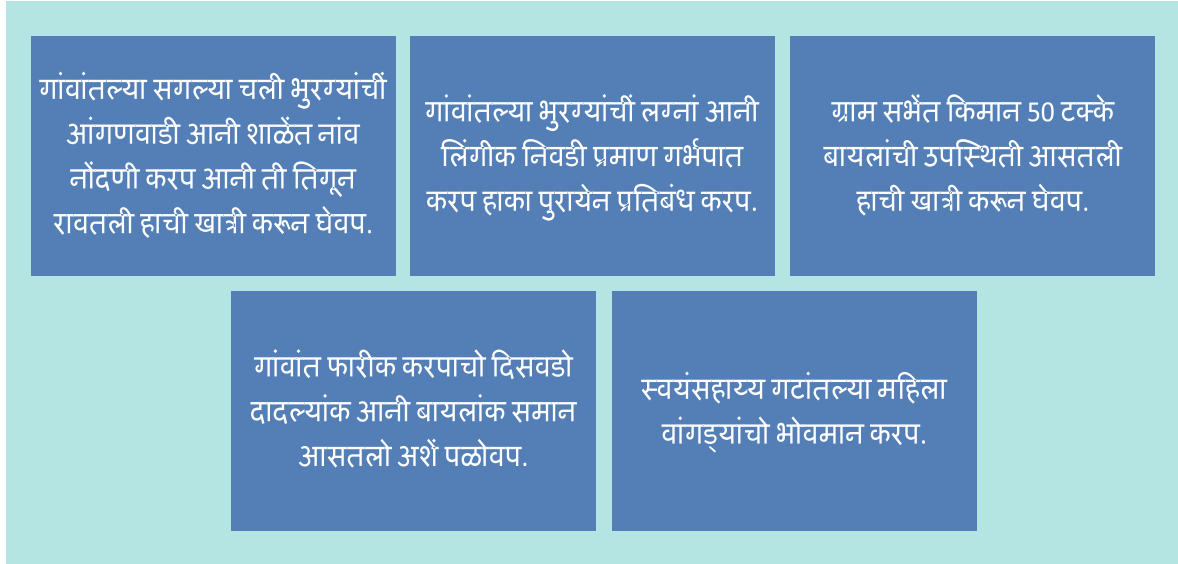 गांवांतल्या सगल्या चली भुरग्यांचीं
आंगणवाडी आनी शाळेंत नांव
नोंदणी करप आनी ती तिगून
रावतली हाची खात्री करून घेवप.
गांवांतल्या भुरग्यांचीं लग्नां आनी
लिंगीक निवडी प्रमाण गर्भपात
करप हाका पुरायेन प्रतिबंध करप.
ग्राम सभेंत किमान 50 टक्के
बायलांची उपस्थिती आसतली
हाची खात्री करून घेवप.
गांवांत फारीक करपाचो दिसवडो
दादल्यांक आनी बायलांक समान
आसतलो अशें पळोवप.
स्वयंसहाय्य गटांतल्या महिला
वांगड्यांचो भोवमान करप.